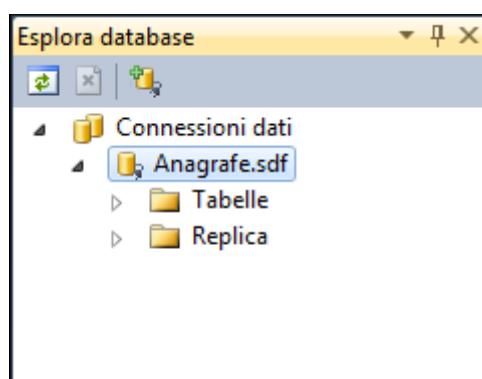 Esplora database
Connessioni dati
Anagrafe.sdf
Tabelle
Replica